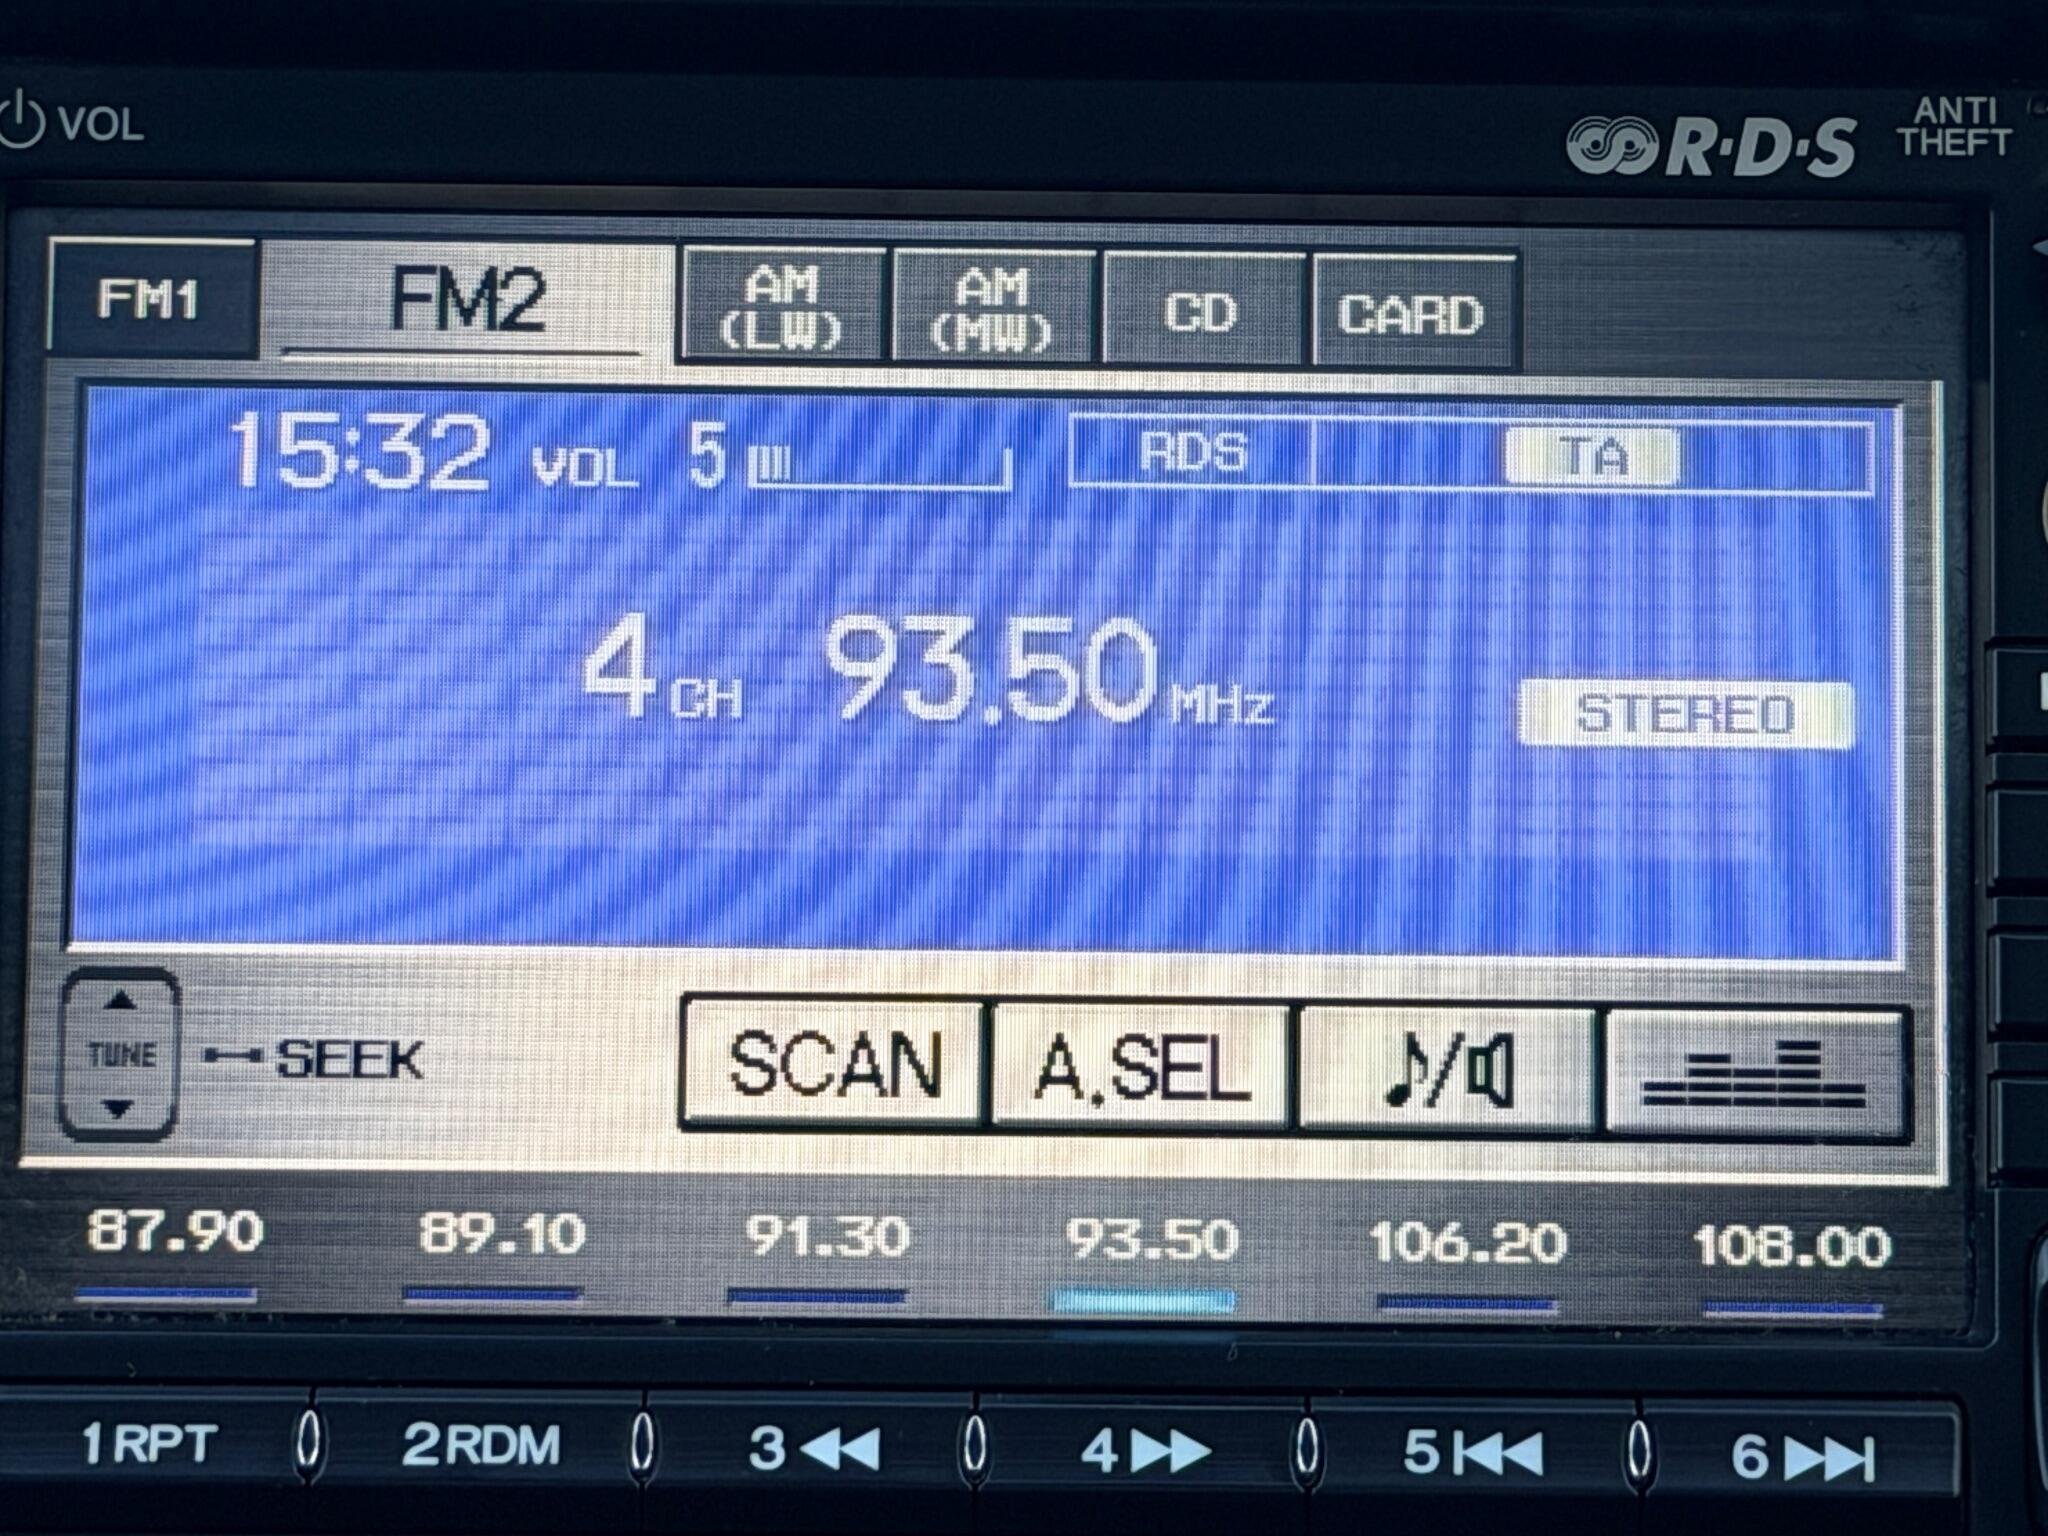 VOL
R·D·S
ANTI
THEFT
FM1
FM2
AM
(LW)
AM
(MW)
CD
CARD
15:32 VOL 5
RDS
TA
4 CH 93.50 MHz
STEREO
TUNE
SEEK
SCAN
A.SEL
87.90 89.10 91.30 93.50 106.20 108.00
1 RPT
2 RDM
3
4
5
6